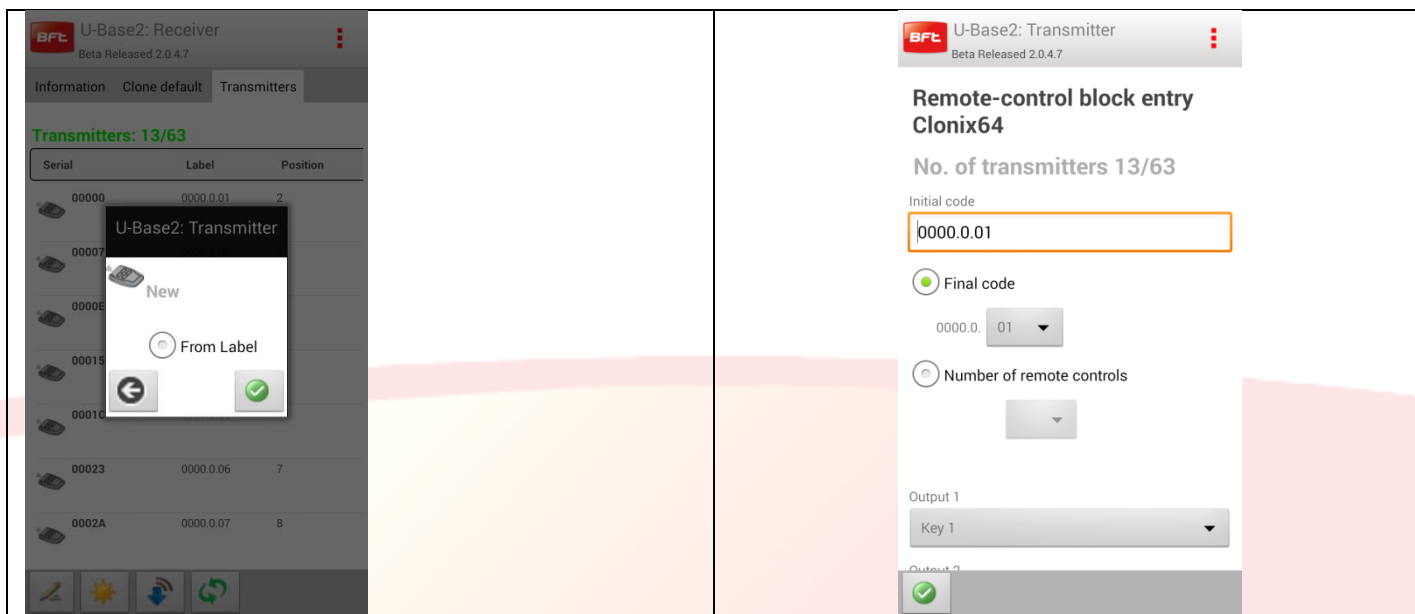 BFt U-Base2: Receiver
Beta Released 2.0.4.7
Information Clone default Transmitters
Transmitters: 13/63
Serial Label Position
00000 0000.0.01 2
U-Base2: Transmitter
00007
New
0000E
From Label
00015
0001C
00023 0000.0.06 7
0002A 0000.0.07 8
BFt U-Base2: Transmitter
Beta Released 2.0.4.7
Remote-control block entry
Clonix64
No. of transmitters 13/63
Initial code
0000.0.01
Final code
0000.0. 01
Number of remote controls
Output 1
Key 1
Output 2